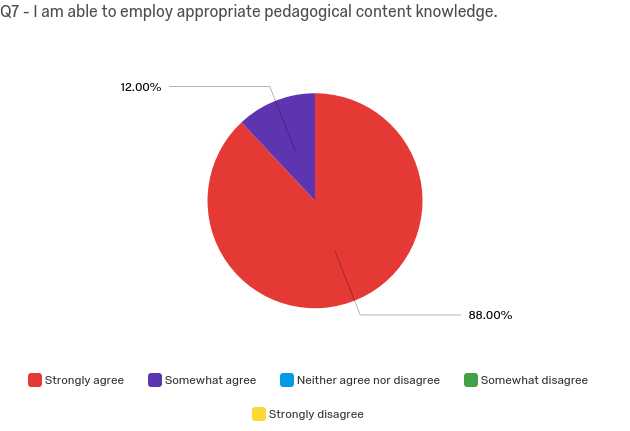 Q7 - I am able to employ appropriate pedagogical content knowledge.
12.00%
88.00%
Strongly agree
Somewhat agree
Neither agree nor disagree
Somewhat disagree
Strongly disagree